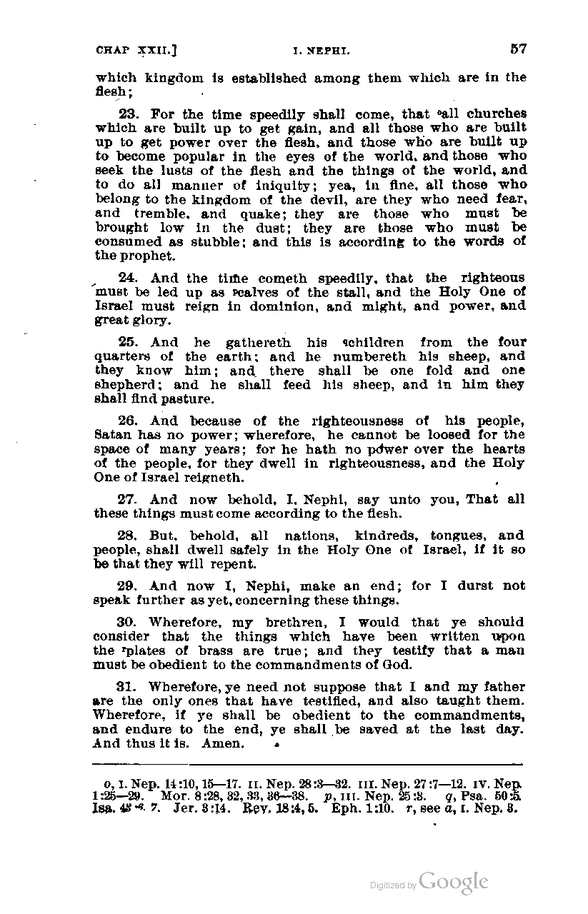 CHAP XXII.] I. NEPHI. 57
which kingdom is established among them which are in the
flesh;
23. For the time speedily shall come, that ᵒall churches
which are built up to get gain, and all those who are built
up to get power over the flesh, and those who are built up
to become popular in the eyes of the world, and those who
seek the lusts of the flesh and the things of the world, and
to do all manner of iniquity; yea, in fine, all those who
belong to the kingdom of the devil, are they who need fear,
and tremble, and quake; they are those who must be
brought low in the dust; they are those who must be
consumed as stubble; and this is according to the words of
the prophet.
24. And the time cometh speedily, that the righteous
must be led up as ᵖcalves of the stall, and the Holy One of
Israel must reign in dominion, and might, and power, and
great glory.
25. And he gathereth his qchildren from the four
quarters of the earth; and he numbereth his sheep, and
they know him; and there shall be one fold and one
shepherd; and he shall feed his sheep, and in him they
shall find pasture.
26. And because of the righteousness of his people,
Satan has no power; wherefore, he cannot be loosed for the
space of many years; for he hath no power over the hearts
of the people, for they dwell in righteousness, and the Holy
One of Israel reigneth.
27. And now behold, I, Nephi, say unto you, That all
these things must come according to the flesh.
28. But, behold, all nations, kindreds, tongues, and
people, shall dwell safely in the Holy One of Israel, if it so
be that they will repent.
29. And now I, Nephi, make an end; for I durst not
speak further as yet, concerning these things.
30. Wherefore, my brethren, I would that ye should
consider that the things which have been written upon
the ʳplates of brass are true; and they testify that a man
must be obedient to the commandments of God.
31. Wherefore, ye need not suppose that I and my father
are the only ones that have testified, and also taught them.
Wherefore, if ye shall be obedient to the commandments,
and endure to the end, ye shall be saved at the last day.
And thus it is. Amen.
o, I. Nep. 14:10, 15—17. II. Nep. 28:3—32. III. Nep. 27:7—12. IV. Nep.
1:25—29. Mor. 8:28, 32, 33, 36—38. p, III. Nep. 25:3. q, Psa. 50:5.
Isa. 43 7. Jer. 3:14. Rev. 18:4, 5. Eph. 1:10. r, see a, I. Nep. 3.
Digitized by Google